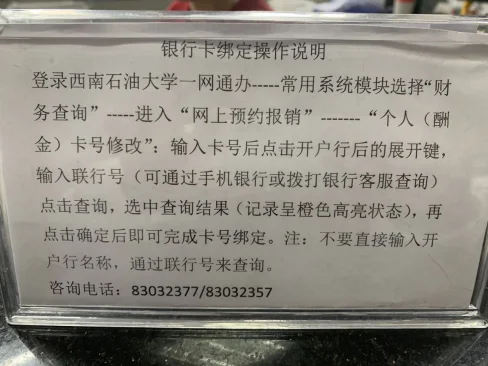 银行卡绑定操作说明
登录西南石油大学一网通办-----常用系统模块选择“财
务查询”-----进入“网上预约报销”-------“个人（酬
金）卡号修改”：输入卡号后点击开户行后的展开键，
输入联行号（可通过手机银行或拨打银行客服查询）
点击查询，选中查询结果（记录呈橙色高亮状态），再
点击确定后即可完成卡号绑定。注：不要直接输入开
户行名称，通过联行号来查询。
咨询电话：83032377/83032357